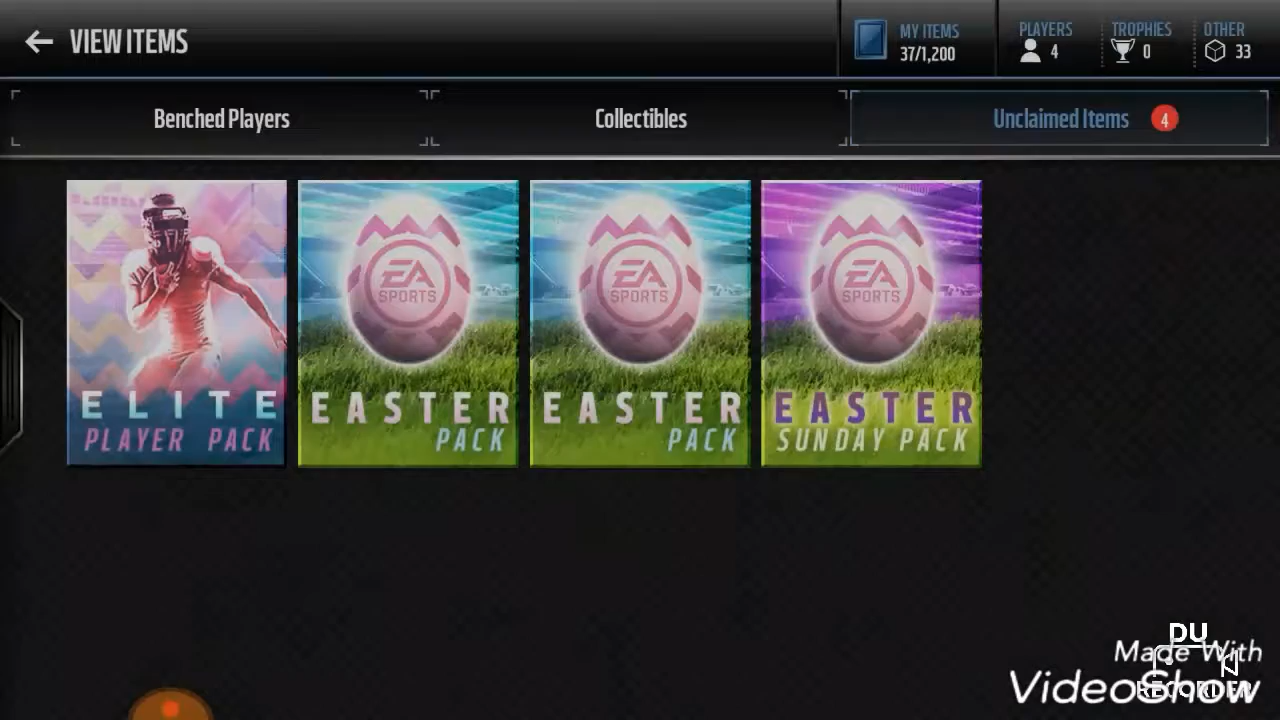 VIEW ITEMS
MY ITEMS
37/1,200
PLAYERS
4
TROPHIES
0
OTHER
33
Benched Players
Collectibles
Unclaimed Items 4
ELITE
PLAYER PACK
EA
SPORTS
EASTER
PACK
EA
SPORTS
EASTER
PACK
EA
SPORTS
EASTER
SUNDAY PACK
DU
RECORDER
Made With
VideoShow